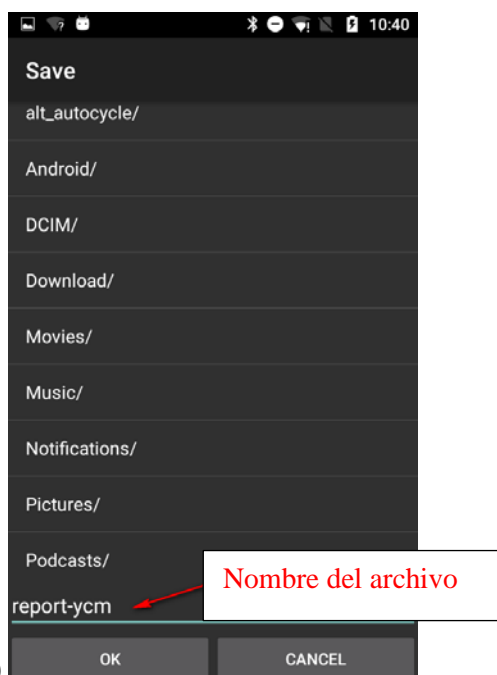 10:40
Save
alt_autocycle/
Android/
DCIM/
Download/
Movies/
Music/
Notifications/
Pictures/
Podcasts/
Nombre del archivo
report-ycm
OK CANCEL